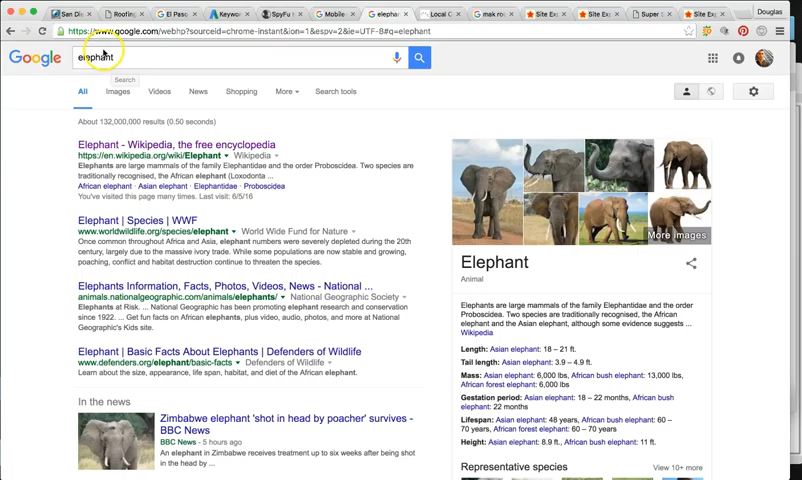 San Die
Roofing
El Paso
Keywor
SpyFu
Mobile
elephant
Local C
mak roo
Site Exp
Site Exp
Super S
Site Exp
Douglas
https://www.google.com/webhp?sourceid=chrome-instant&ion=1&espv=2&ie=UTF-8#q=elephant
Google
elephant
Search
All Images Videos News Shopping More Search tools
About 132,000,000 results (0.50 seconds)
Elephant - Wikipedia, the free encyclopedia
https://en.wikipedia.org/wiki/Elephant Wikipedia
Elephants are large mammals of the family Elephantidae and the order Proboscidea. Two species are
traditionally recognised, the African elephant (Loxodonta ...
African elephant · Asian elephant · Elephantidae · Proboscidea
You've visited this page many times. Last visit: 6/5/16
Elephant | Species | WWF
www.worldwildlife.org/species/elephant World Wide Fund for Nature
Once common throughout Africa and Asia, elephant numbers were severely depleted during the 20th
century, largely due to the massive ivory trade. While some populations are now stable and growing,
poaching, conflict and habitat destruction continue to threaten the species.
Elephants Information, Facts, Photos, Videos, News - National ...
animals.nationalgeographic.com/animals/elephants/ National Geographic Society
Elephants at Risk. ... National Geographic has been promoting elephant research and conservation
since 1922. ... Get fun facts on African elephants, plus video, audio, photos, and more at National
Geographic's Kids site.
Elephant | Basic Facts About Elephants | Defenders of Wildlife
www.defenders.org/elephant/basic-facts Defenders of Wildlife
Learn about the size, appearance, life span, habitat, and diet of the African elephant.
In the news
Zimbabwe elephant 'shot in head by poacher' survives -
BBC News
BBC News - 5 hours ago
An elephant in Zimbabwe receives treatment up to six weeks after being shot
in the head by ...
More images
Elephant
Animal
Elephants are large mammals of the family Elephantidae and the order
Proboscidea. Two species are traditionally recognised, the African
elephant and the Asian elephant, although some evidence suggests ...
Wikipedia
Length: Asian elephant: 18 – 21 ft.
Tail length: Asian elephant: 3.9 – 4.9 ft.
Mass: Asian elephant: 6,000 lbs, African bush elephant: 13,000 lbs,
African forest elephant: 6,000 lbs
Gestation period: Asian elephant: 18 – 22 months, African bush
elephant: 22 months
Lifespan: Asian elephant: 48 years, African bush elephant: 60 –
70 years, African forest elephant: 60 – 70 years
Height: Asian elephant: 8.9 ft., African bush elephant: 11 ft.
Representative species
View 10+ more